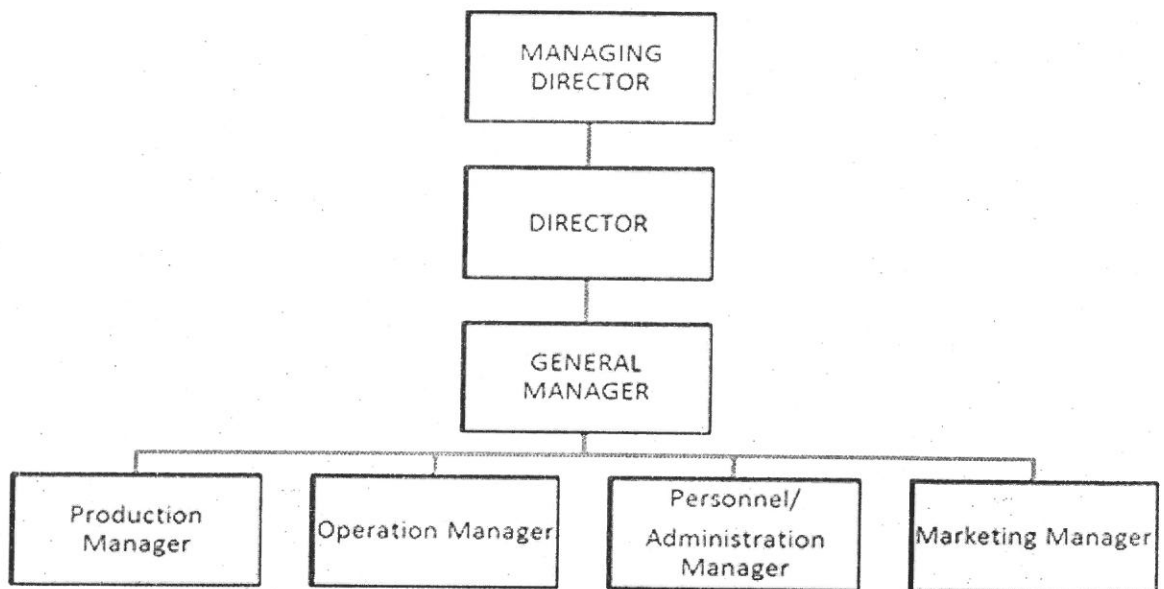 MANAGING
DIRECTOR
DIRECTOR
GENERAL
MANAGER
Production
Manager
Operation Manager
Personnel/
Administration
Manager
Marketing Manager